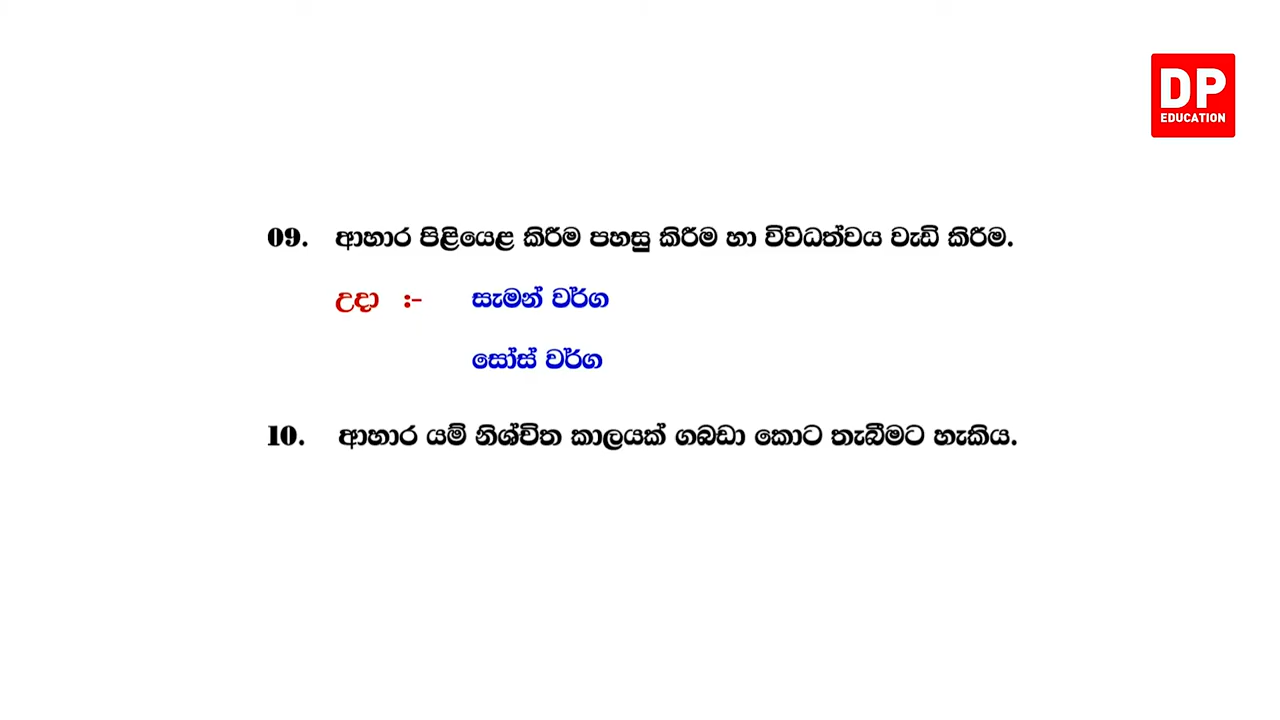 DP
EDUCATION
09. ආහාර පිළියෙළ කිරීම පහසු කිරීම හා විවිධත්වය වැඩි කිරීම.
උදා :- සැමන් වර්ග
සෝස් වර්ග
10. ආහාර යම් නිශ්චිත කාලයක් ගබඩා කොට තැබීමට හැකිය.